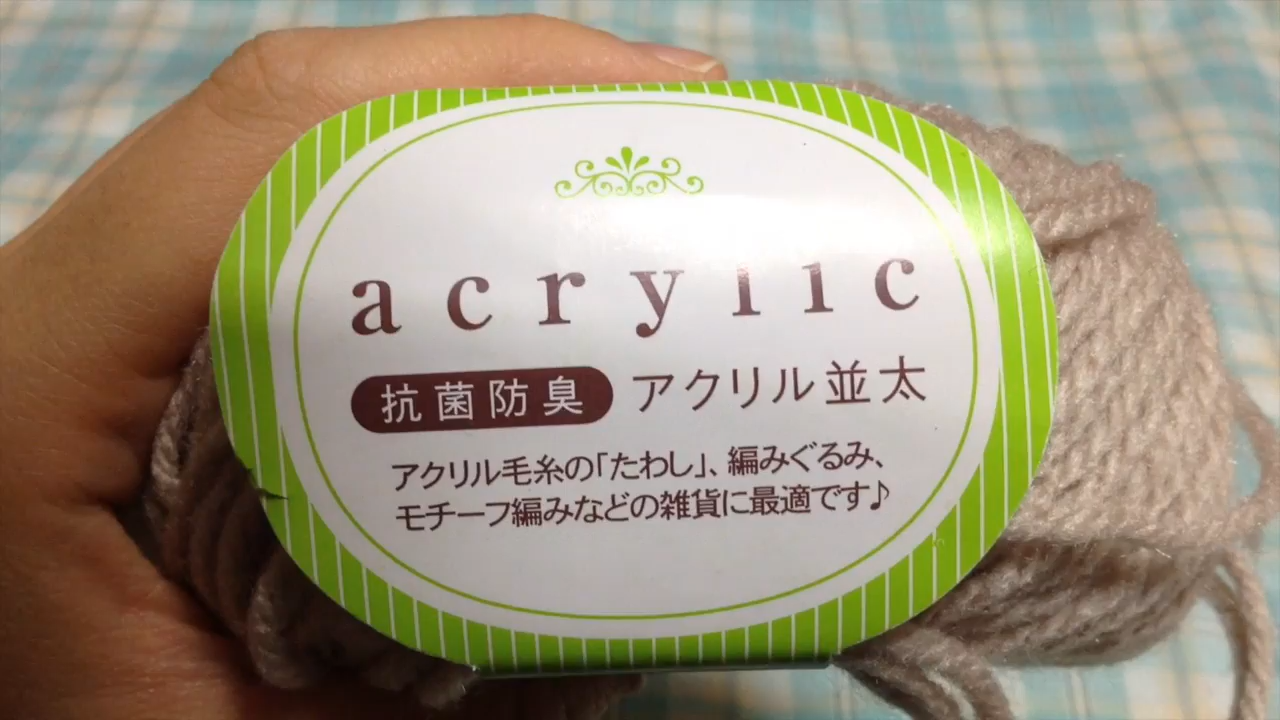 acrylic
抗菌防臭 アクリル並太
アクリル毛糸の「たわし」、編みぐるみ、
モチーフ編みなどの雑貨に最適です♪